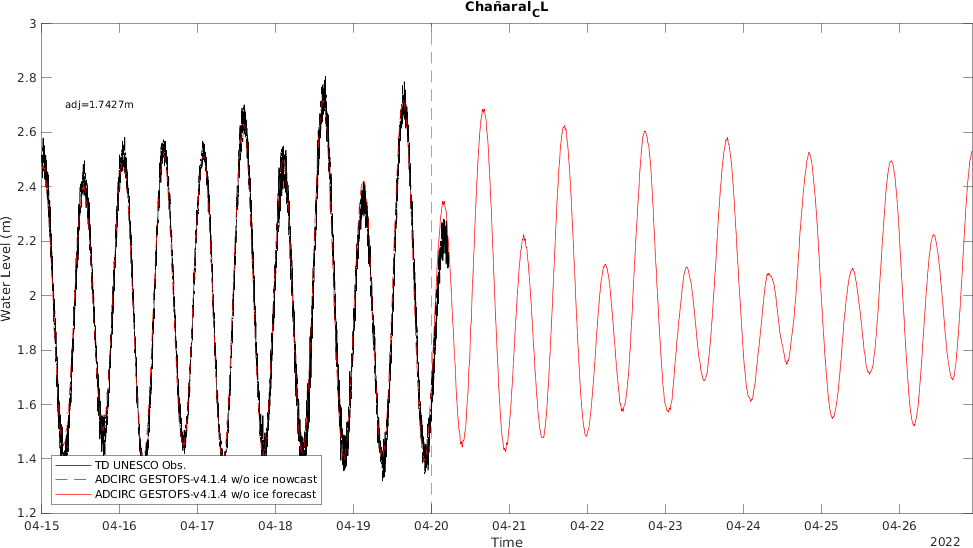 Chañaral_CL
3
2.8
adj=1.7427m
2.6
2.4
2.2
Water Level (m)
2
1.8
1.6
1.4
TD UNESCO Obs.
ADCIRC GESTOFS-v4.1.4 w/o ice nowcast
ADCIRC GESTOFS-v4.1.4 w/o ice forecast
1.2
04-15 04-16 04-17 04-18 04-19 04-20 04-21 04-22 04-23 04-24 04-25 04-26
Time
2022